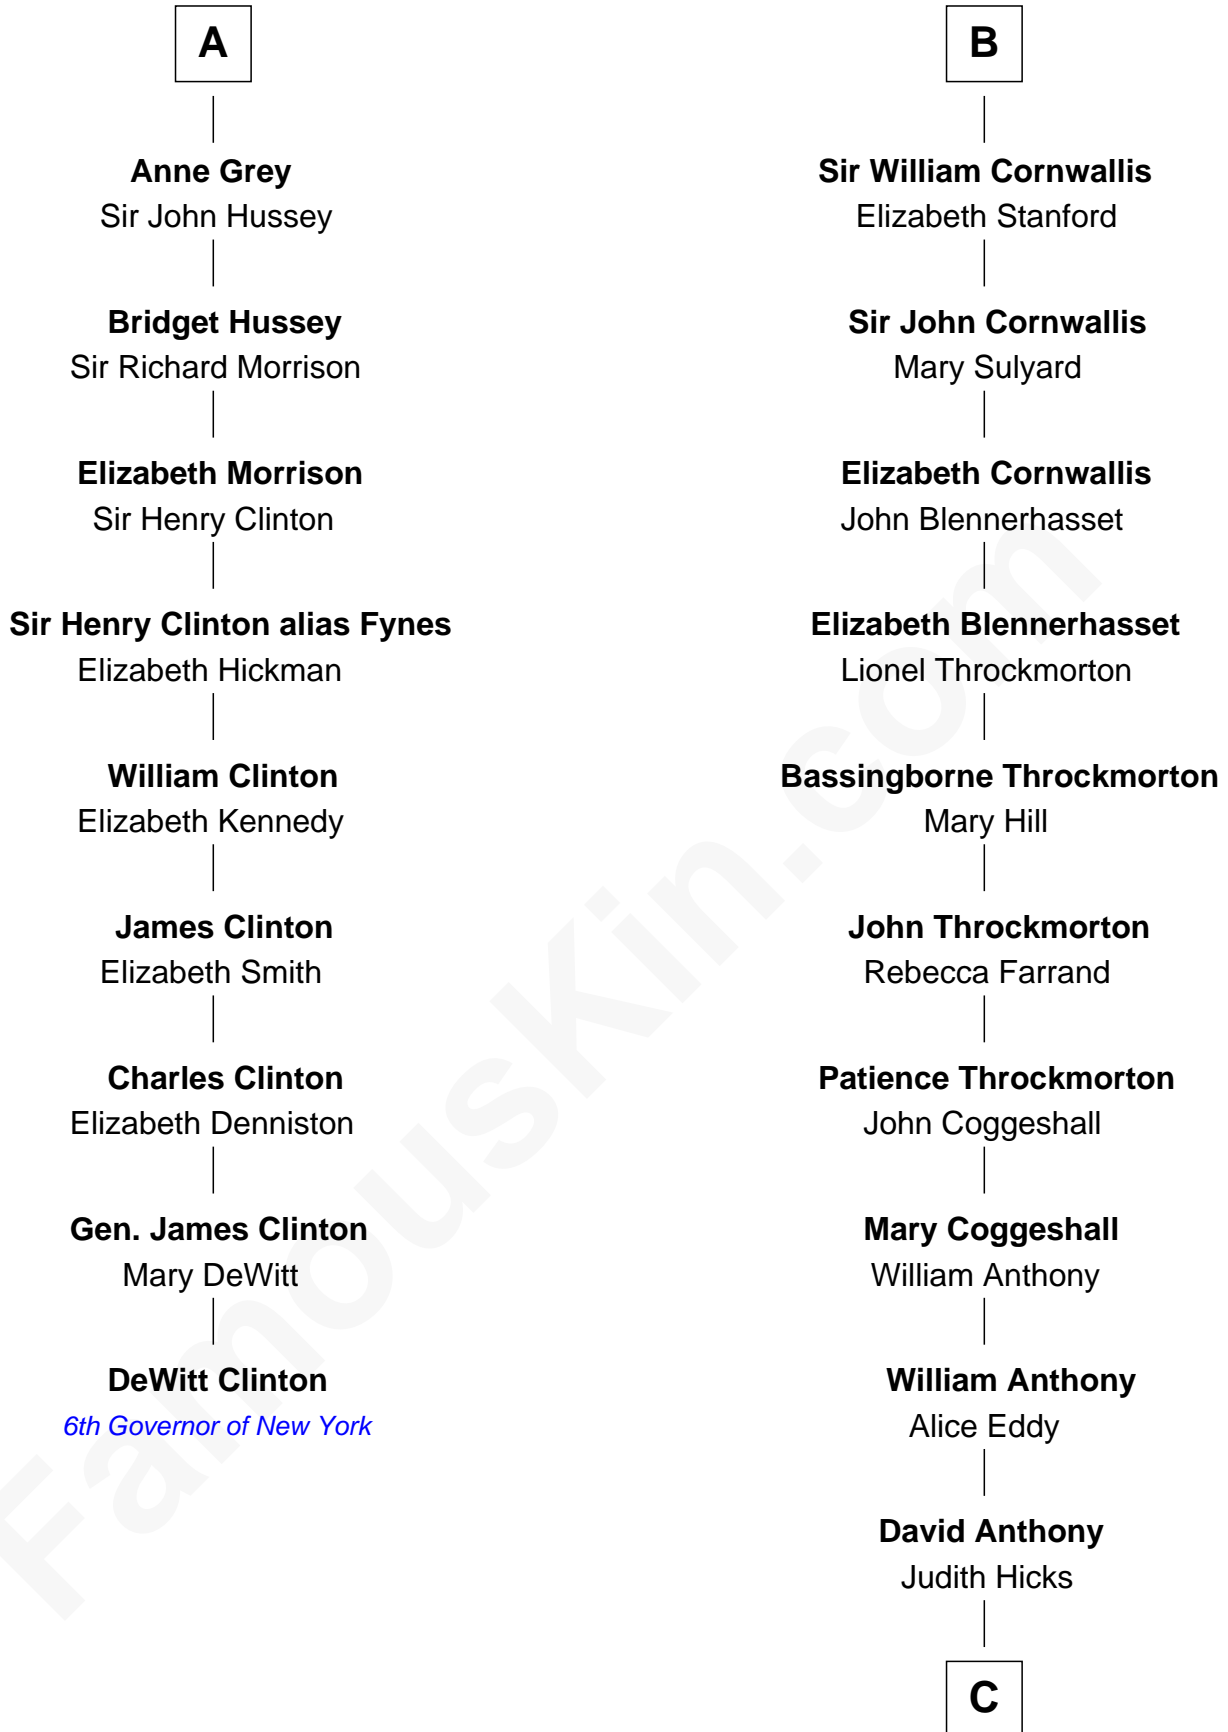 A
Anne Grey
Sir John Hussey
Bridget Hussey
Sir Richard Morrison
Elizabeth Morrison
Sir Henry Clinton
Sir Henry Clinton alias Fynes
Elizabeth Hickman
William Clinton
Elizabeth Kennedy
James Clinton
Elizabeth Smith
Charles Clinton
Elizabeth Denniston
Gen. James Clinton
Mary DeWitt
DeWitt Clinton
6th Governor of New York
B
Sir William Cornwallis
Elizabeth Stanford
Sir John Cornwallis
Mary Sulyard
Elizabeth Cornwallis
John Blennerhasset
Elizabeth Blennerhasset
Lionel Throckmorton
Bassingborne Throckmorton
Mary Hill
John Throckmorton
Rebecca Farrand
Patience Throckmorton
John Coggeshall
Mary Coggeshall
William Anthony
William Anthony
Alice Eddy
David Anthony
Judith Hicks
C
FamousKin.com